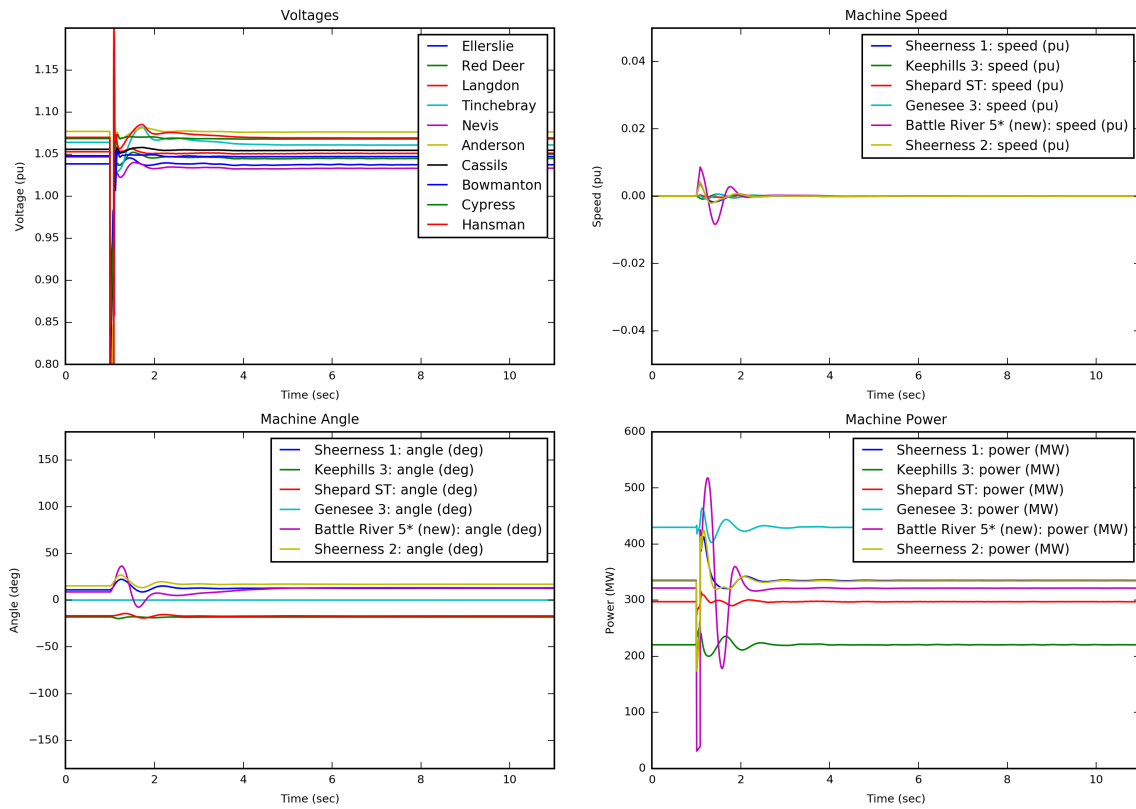 Voltages
1.15
1.10
1.05
1.00
0.95
0.90
0.85
0.80
Voltage (pu)
Ellerslie
Red Deer
Langdon
Tinchebray
Nevis
Anderson
Cassils
Bowmanton
Cypress
Hansman
0 2 4 6 8 10
Time (sec)
Machine Speed
0.04
0.02
0.00
−0.02
−0.04
Speed (pu)
Sheerness 1: speed (pu)
Keephills 3: speed (pu)
Shepard ST: speed (pu)
Genesee 3: speed (pu)
Battle River 5* (new): speed (pu)
Sheerness 2: speed (pu)
0 2 4 6 8 10
Time (sec)
Machine Angle
150
100
50
0
−50
−100
−150
Angle (deg)
Sheerness 1: angle (deg)
Keephills 3: angle (deg)
Shepard ST: angle (deg)
Genesee 3: angle (deg)
Battle River 5* (new): angle (deg)
Sheerness 2: angle (deg)
0 2 4 6 8 10
Time (sec)
Machine Power
600
500
400
300
200
100
0
Power (MW)
Sheerness 1: power (MW)
Keephills 3: power (MW)
Shepard ST: power (MW)
Genesee 3: power (MW)
Battle River 5* (new): power (MW)
Sheerness 2: power (MW)
0 2 4 6 8 10
Time (sec)